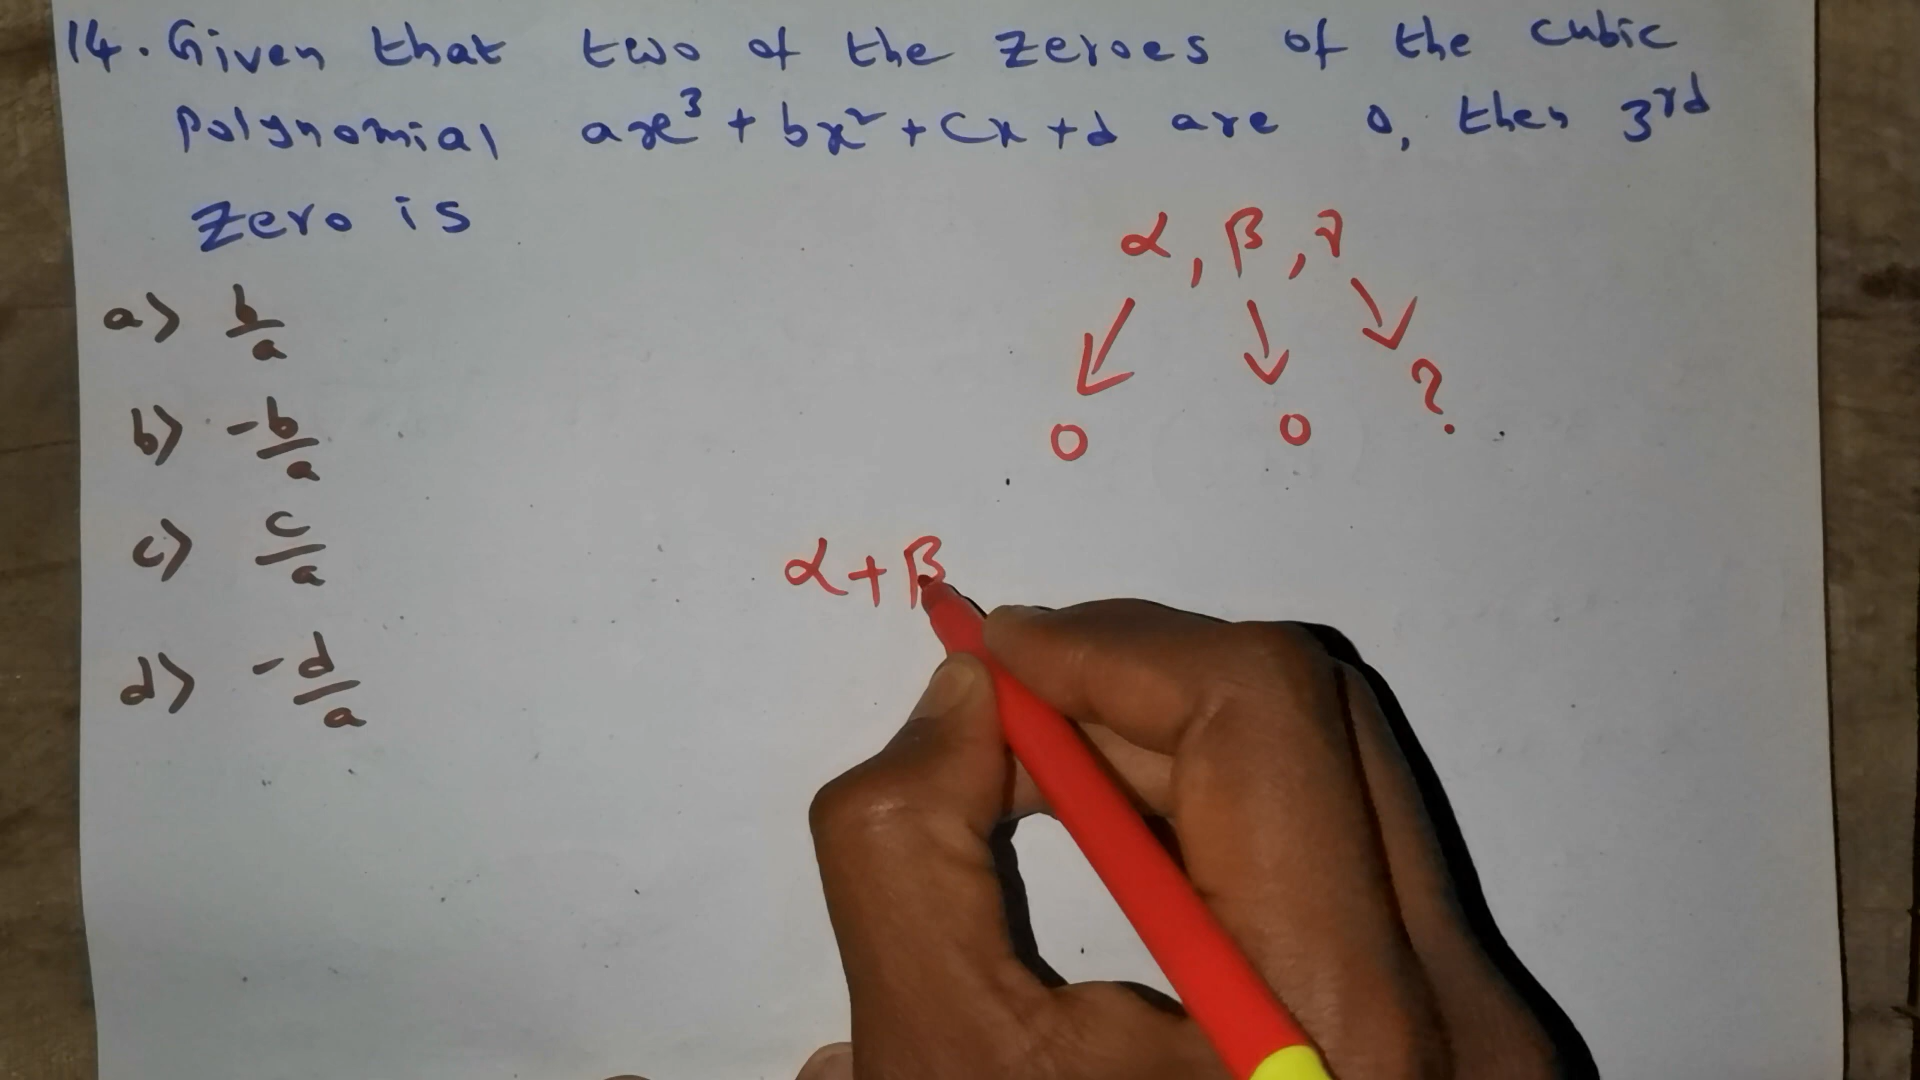 14. Given that two of the zeroes of the cubic
polynomial ax³ + bx² + cx + d are 0, then 3rd
zero is
α, β, γ
0 0 ?
a) b/a
b) -b/a
c) c/a
d) -d/a
α + β